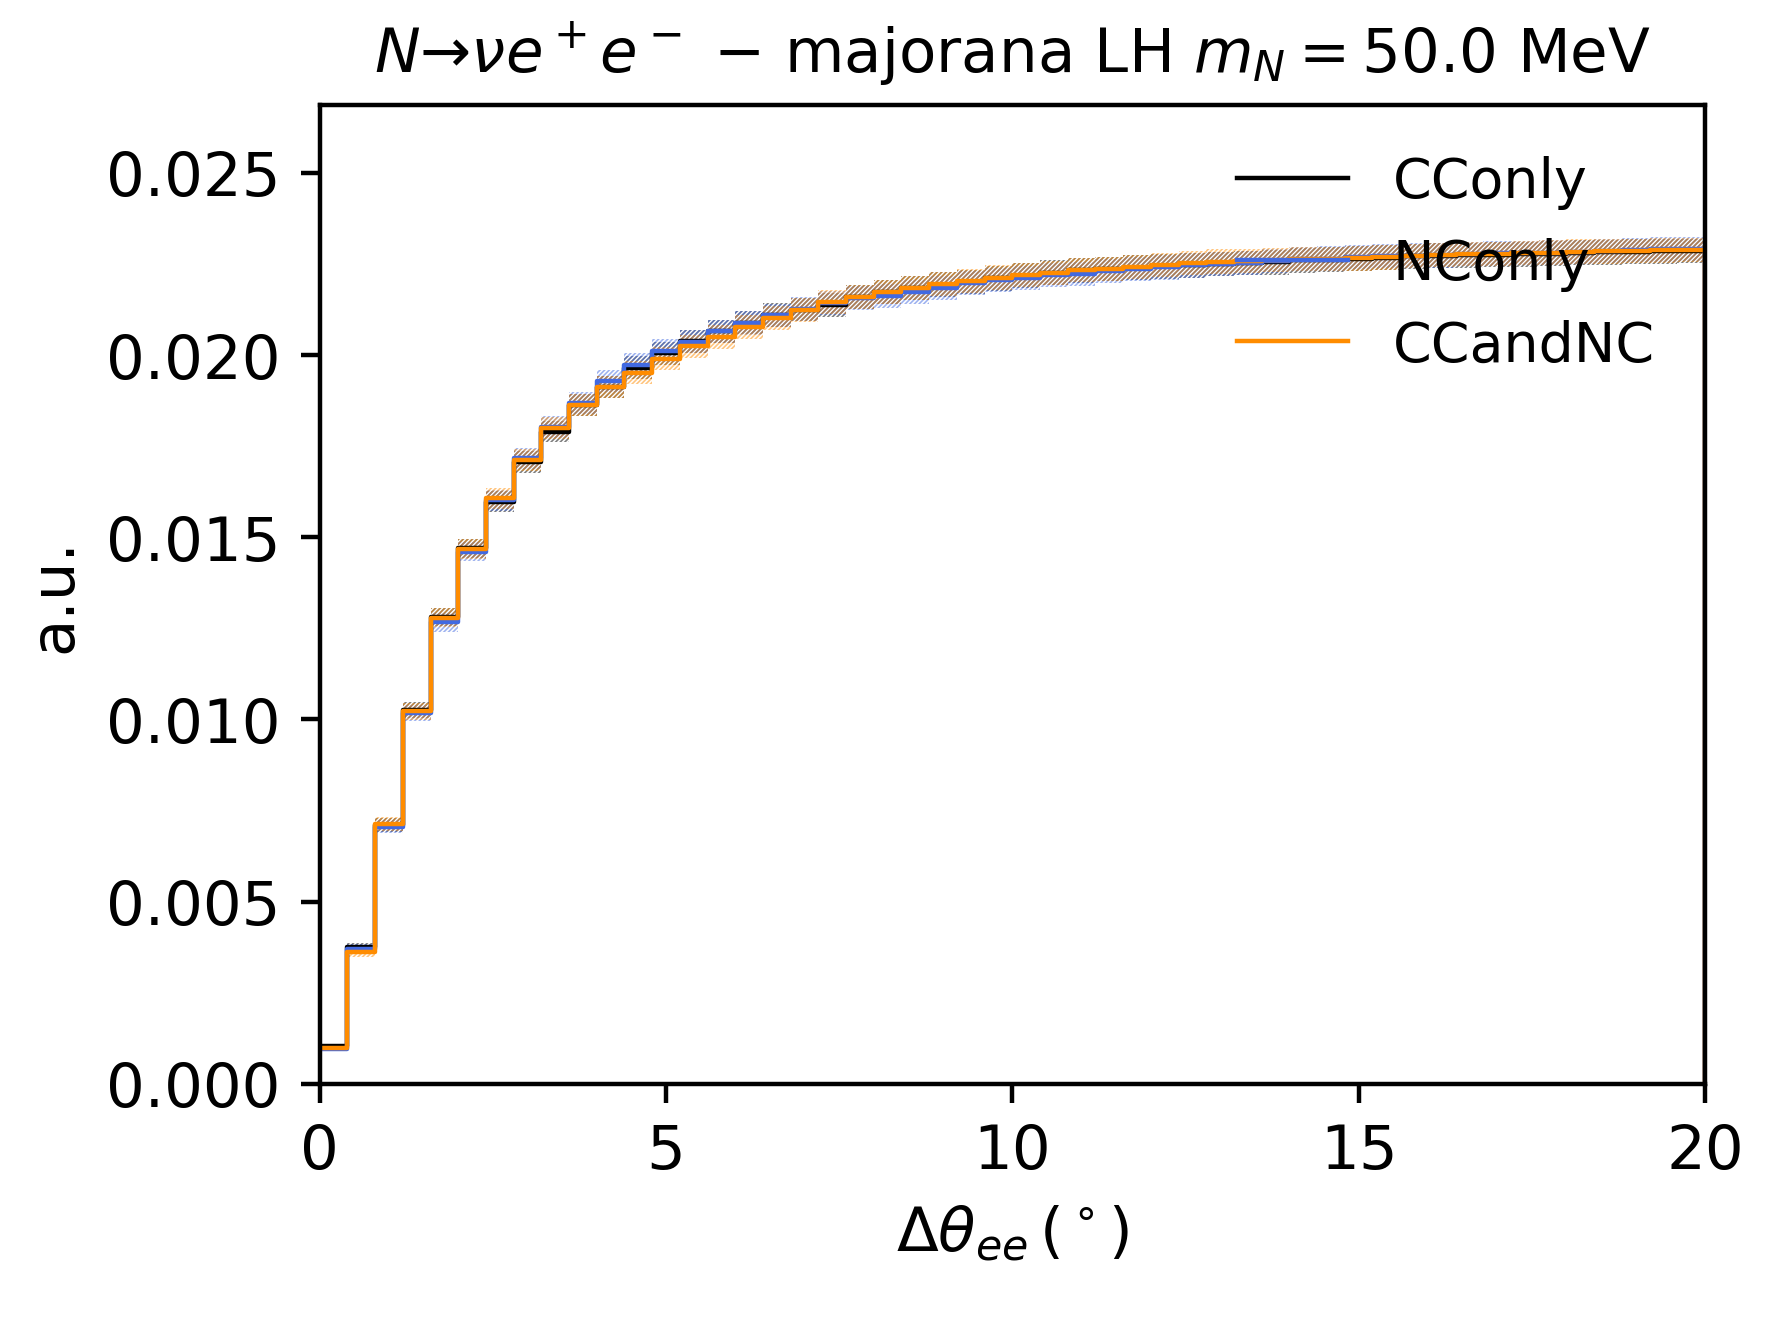 N→νe⁺e⁻ − majorana LH m_N = 50.0 MeV
0.025
0.020
0.015
0.010
0.005
0.000
a.u.
CConly
NConly
CCandNC
0 5 10 15 20
Δθ_ee (°)